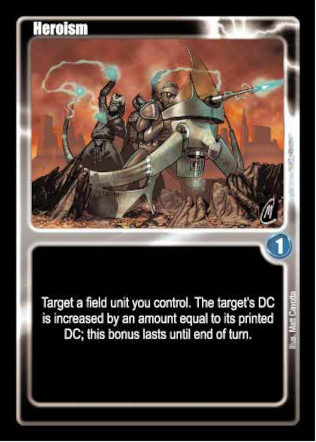 Heroism
1
Target a field unit you control. The target's DC
is increased by an amount equal to its printed
DC; this bonus lasts until end of turn.
Illus. Matt Cavotta